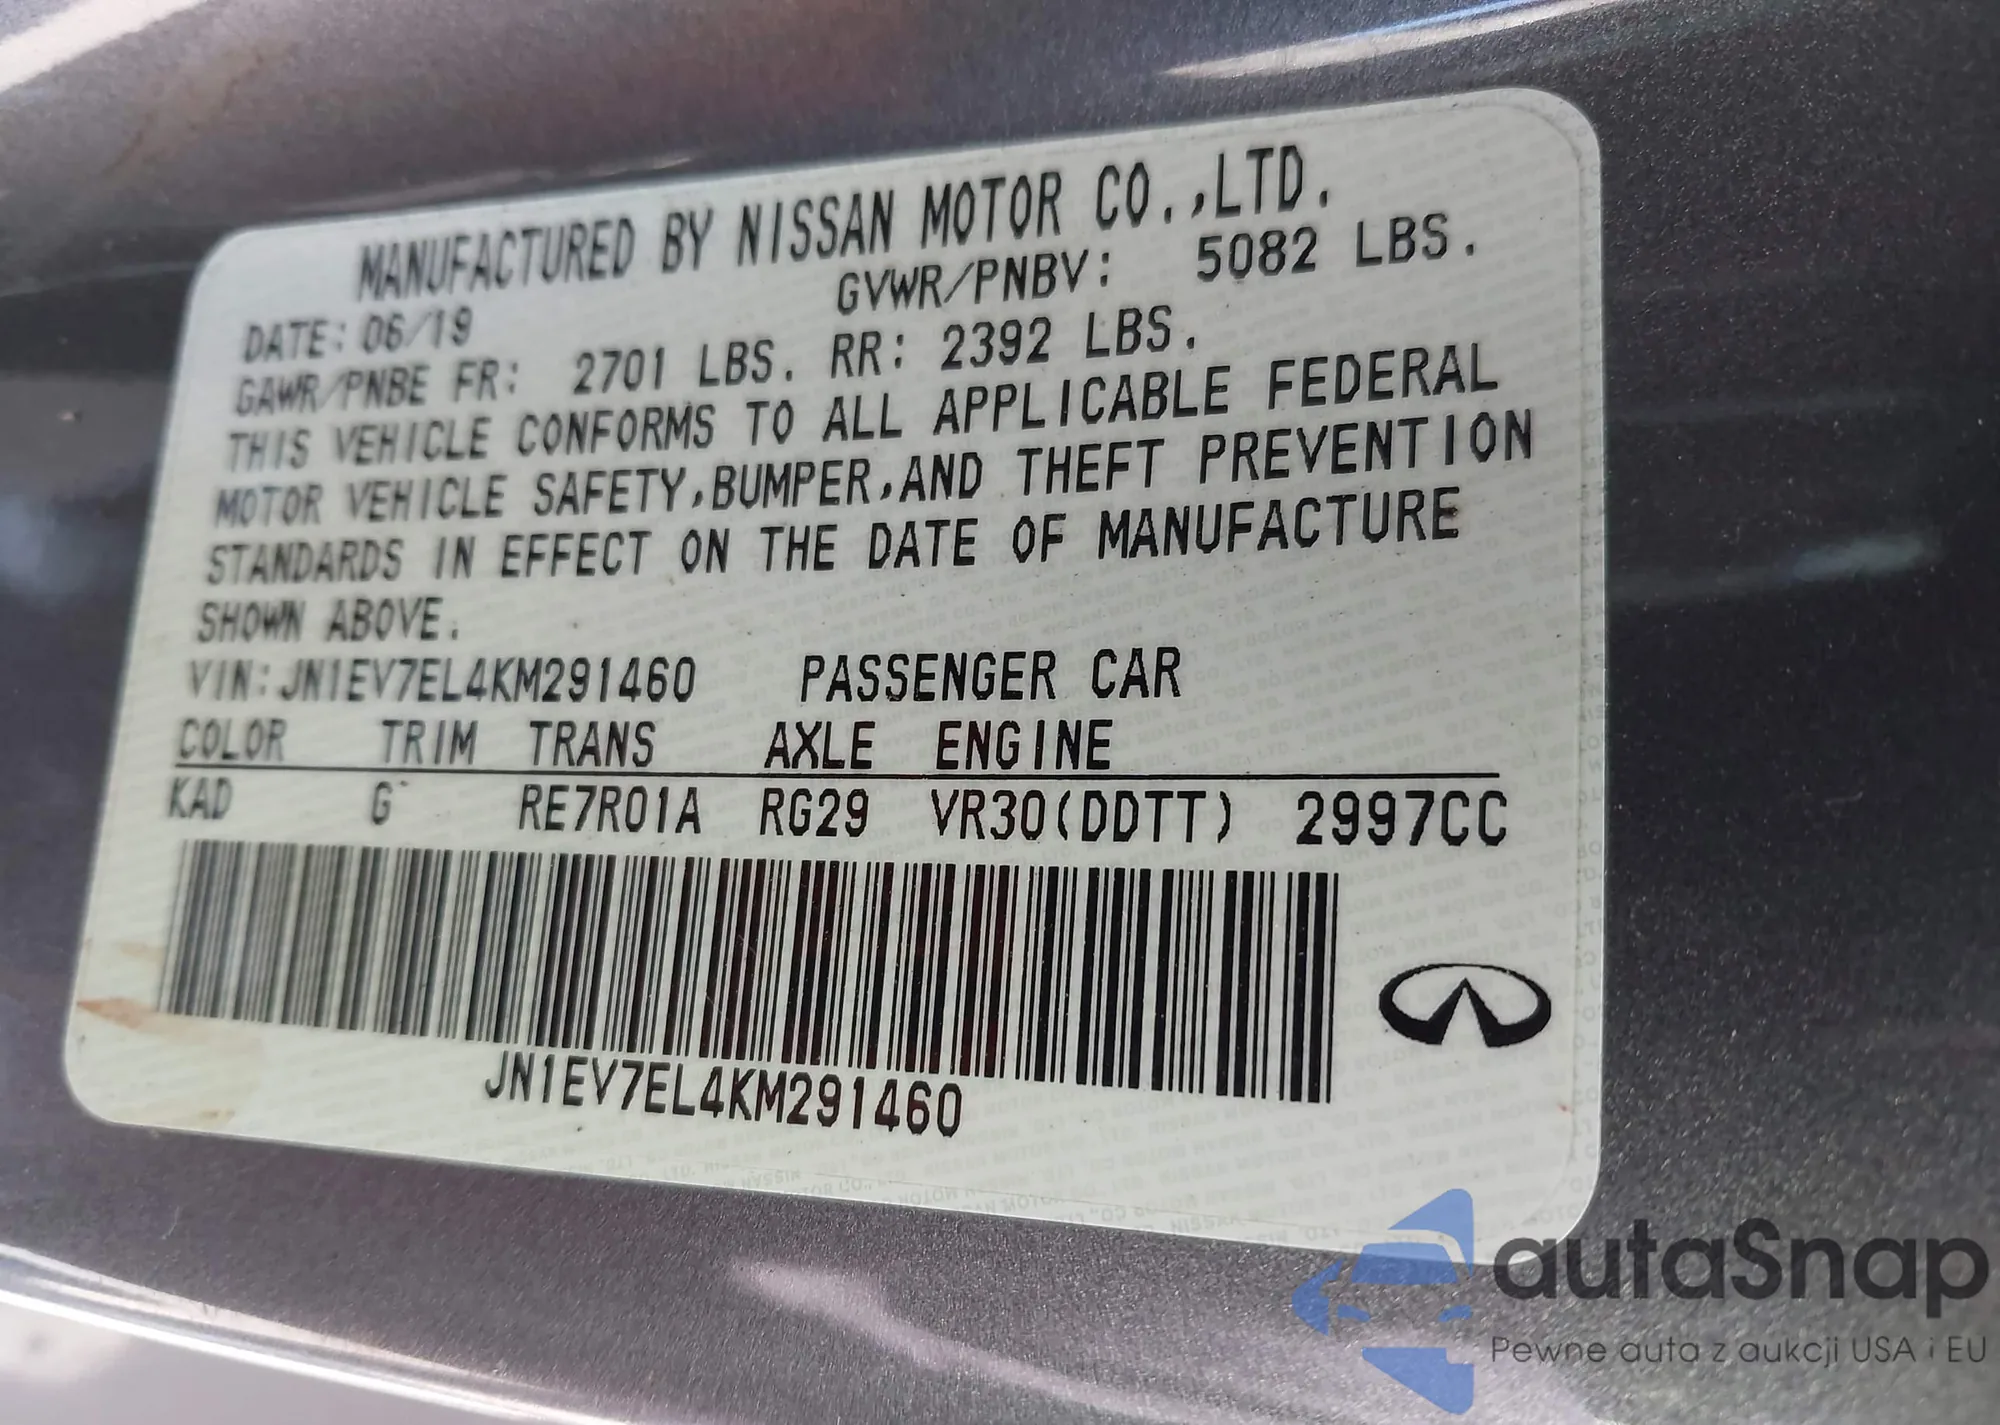 MANUFACTURED BY NISSAN MOTOR CO.,LTD.
DATE: 06/19 GVWR/PNBV: 5082 LBS.
GAWR/PNBE FR: 2701 LBS. RR: 2392 LBS.
THIS VEHICLE CONFORMS TO ALL APPLICABLE FEDERAL
MOTOR VEHICLE SAFETY,BUMPER,AND THEFT PREVENTION
STANDARDS IN EFFECT ON THE DATE OF MANUFACTURE
SHOWN ABOVE.
VIN:JN1EV7EL4KM291460 PASSENGER CAR
COLOR TRIM TRANS AXLE ENGINE
KAD G RE7R01A RG29 VR30(DDTT) 2997CC
JN1EV7EL4KM291460
autaSnap
Pewne auta z aukcji USA i EU